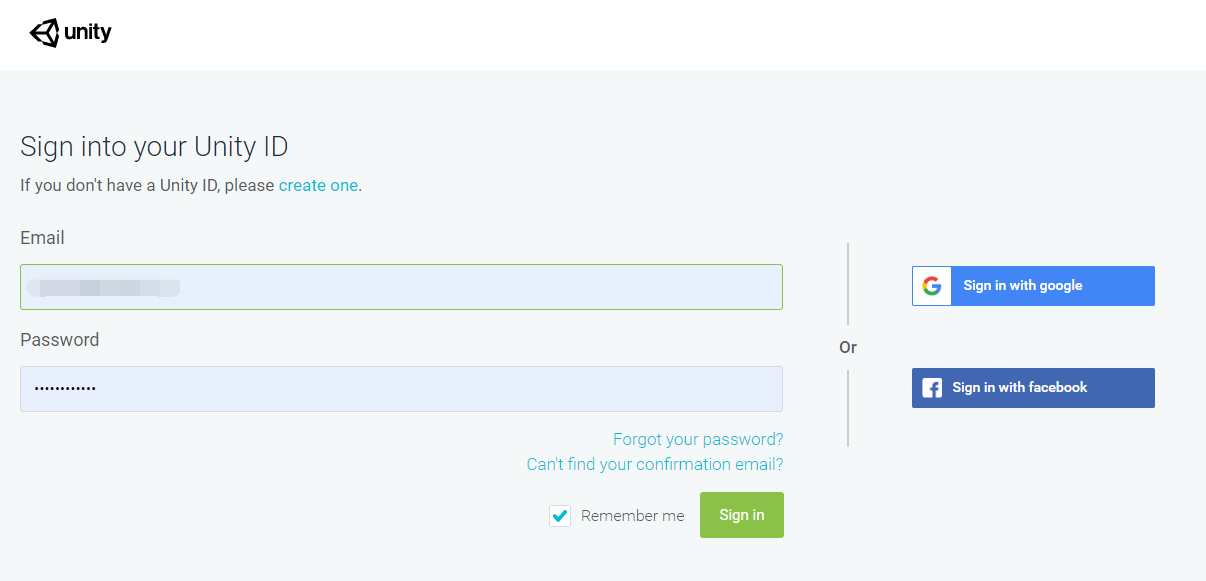 unity
Sign into your Unity ID
If you don't have a Unity ID, please create one.
Email
Password
••••••••••••
Forgot your password?
Can't find your confirmation email?
Remember me
Sign in
Or
Sign in with google
Sign in with facebook